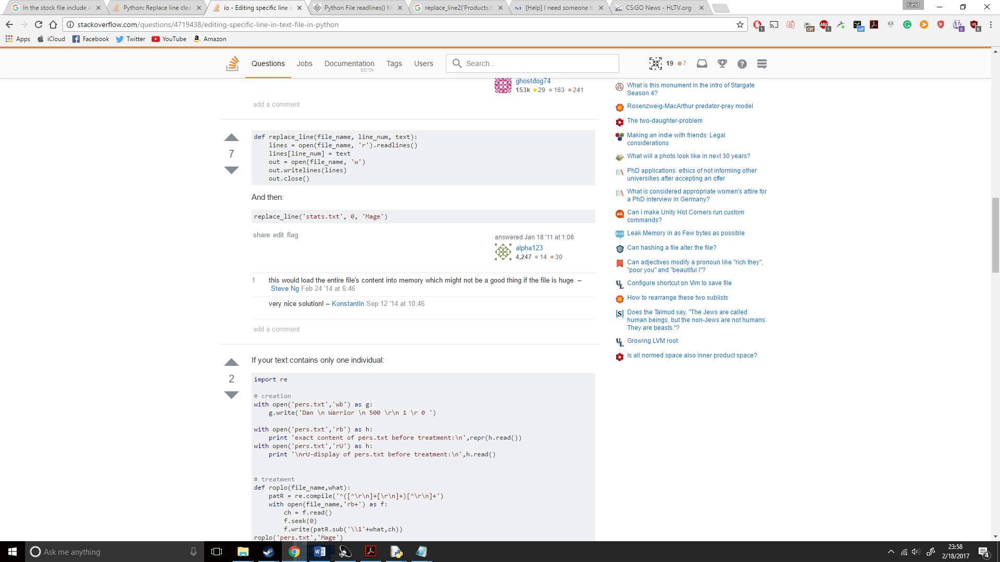 In the stock file include a
Python: Replace line clea
io - Editing specific line i
Python File readlines() M
replace_line2('Products.t
[Help] I need someone to
CS:GO News - HLTV.org
Field
stackoverflow.com/questions/4719438/editing-specific-line-in-text-file-in-python
Apps
iCloud
Facebook
Twitter
YouTube
Amazon
Questions
Jobs
Documentation
BETA
Tags
Users
Search...
19
7
ghostdog74
153k 29 163 241
add a comment
7
def replace_line(file_name, line_num, text):
    lines = open(file_name, 'r').readlines()
    lines[line_num] = text
    out = open(file_name, 'w')
    out.writelines(lines)
    out.close()
And then:
replace_line('stats.txt', 0, 'Mage')
share edit flag
answered Jan 18 '11 at 1:06
alpha123
4,247 14 30
1
this would load the entire file's content into memory which might not be a good thing if the file is huge. –
Steve Ng Feb 24 '14 at 6:46
very nice solution! – Konstantin Sep 12 '14 at 10:46
add a comment
2
If your text contains only one individual:
import re
# creation
with open('pers.txt','wb') as g:
    g.write('Dan \n Warrior \n 500 \r\n 1 \r 0 ')
with open('pers.txt','rb') as h:
    print 'exact content of pers.txt before treatment:\n',repr(h.read())
with open('pers.txt','rU') as h:
    print '\nrU-display of pers.txt before treatment:\n',h.read()
# treatment
def roplo(file_name,what):
    patR = re.compile('^([^\r\n]+[\r\n]+)[^\r\n]+')
    with open(file_name,'rb+') as f:
        ch = f.read()
        f.seek(0)
        f.write(patR.sub('\\1'+what,ch))
roplo('pers.txt','Mage')
What is this monument in the intro of Stargate
Season 4?
Rosenzweig-MacArthur predator-prey model
The two-daughter-problem
Making an indie with friends: Legal
considerations
What will a photo look like in next 30 years?
PhD applications: ethics of not informing other
universities after accepting an offer
What is considered appropriate women's attire for
a PhD interview in Germany?
Can I make Unity Hot Corners run custom
commands?
Leak Memory in as Few bytes as possible
Can hashing a file alter the file?
Can adjectives modify a pronoun like "rich they",
"poor you" and "beautiful I"?
Configure shortcut on Vim to save file
How to rearrange these two sublists
Does the Talmud say, "The Jews are called
human beings, but the non-Jews are not humans.
They are beasts."?
Growing LVM root
Is all normed space also inner product space?
Ask me anything
23:58
2/18/2017
4